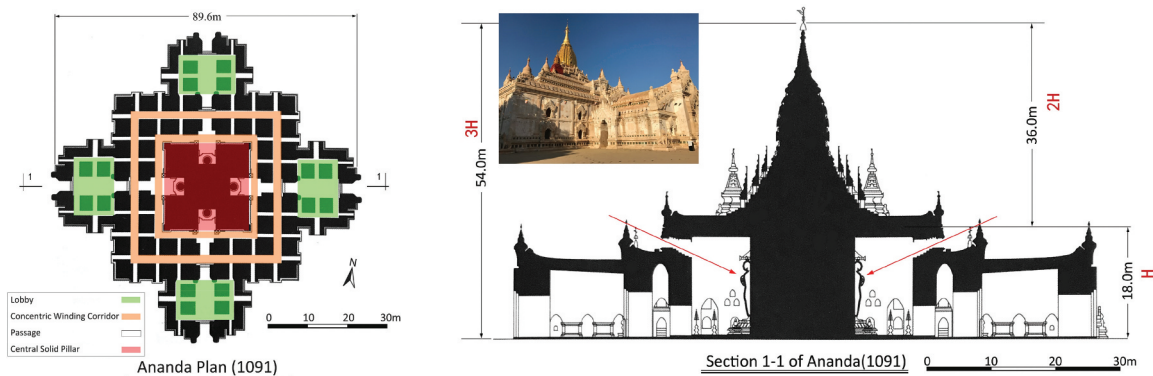 89.6m
1
1
N
Lobby
Concentric Winding Corridor
Passage
Central Solid Pillar
0 10 20 30m
Ananda Plan (1091)
3H
54.0m
2H
36.0m
H
18.0m
Section 1-1 of Ananda(1091)
0 10 20 30m